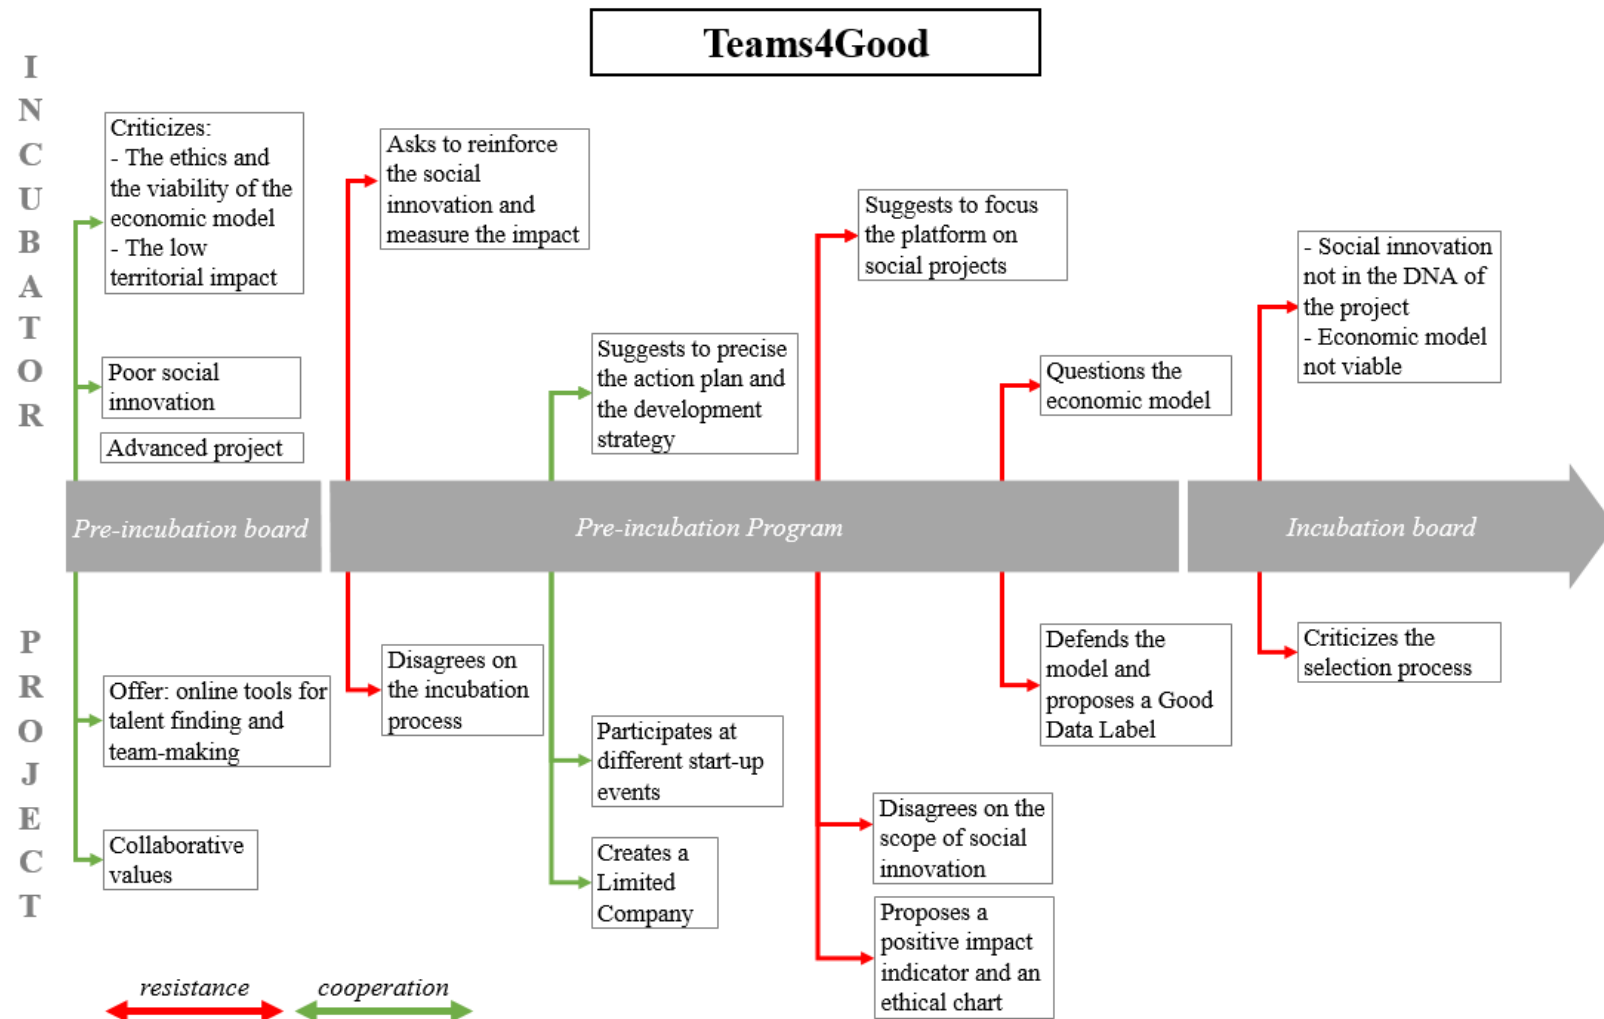 Teams4Good
INCUBATOR
Criticizes:
- The ethics and
the viability of the
economic model
- The low
territorial impact
Poor social
innovation
Advanced project
Asks to reinforce
the social
innovation and
measure the impact
Suggests to precise
the action plan and
the development
strategy
Suggests to focus
the platform on
social projects
Questions the
economic model
- Social innovation
not in the DNA of
the project
- Economic model
not viable
Pre-incubation board
Pre-incubation Program
Incubation board
PROJECT
Offer: online tools for
talent finding and
team-making
Collaborative
values
Disagrees on
the incubation
process
Participates at
different start-up
events
Creates a
Limited
Company
Disagrees on the
scope of social
innovation
Proposes a
positive impact
indicator and an
ethical chart
Defends the
model and
proposes a Good
Data Label
Criticizes the
selection process
resistance
cooperation